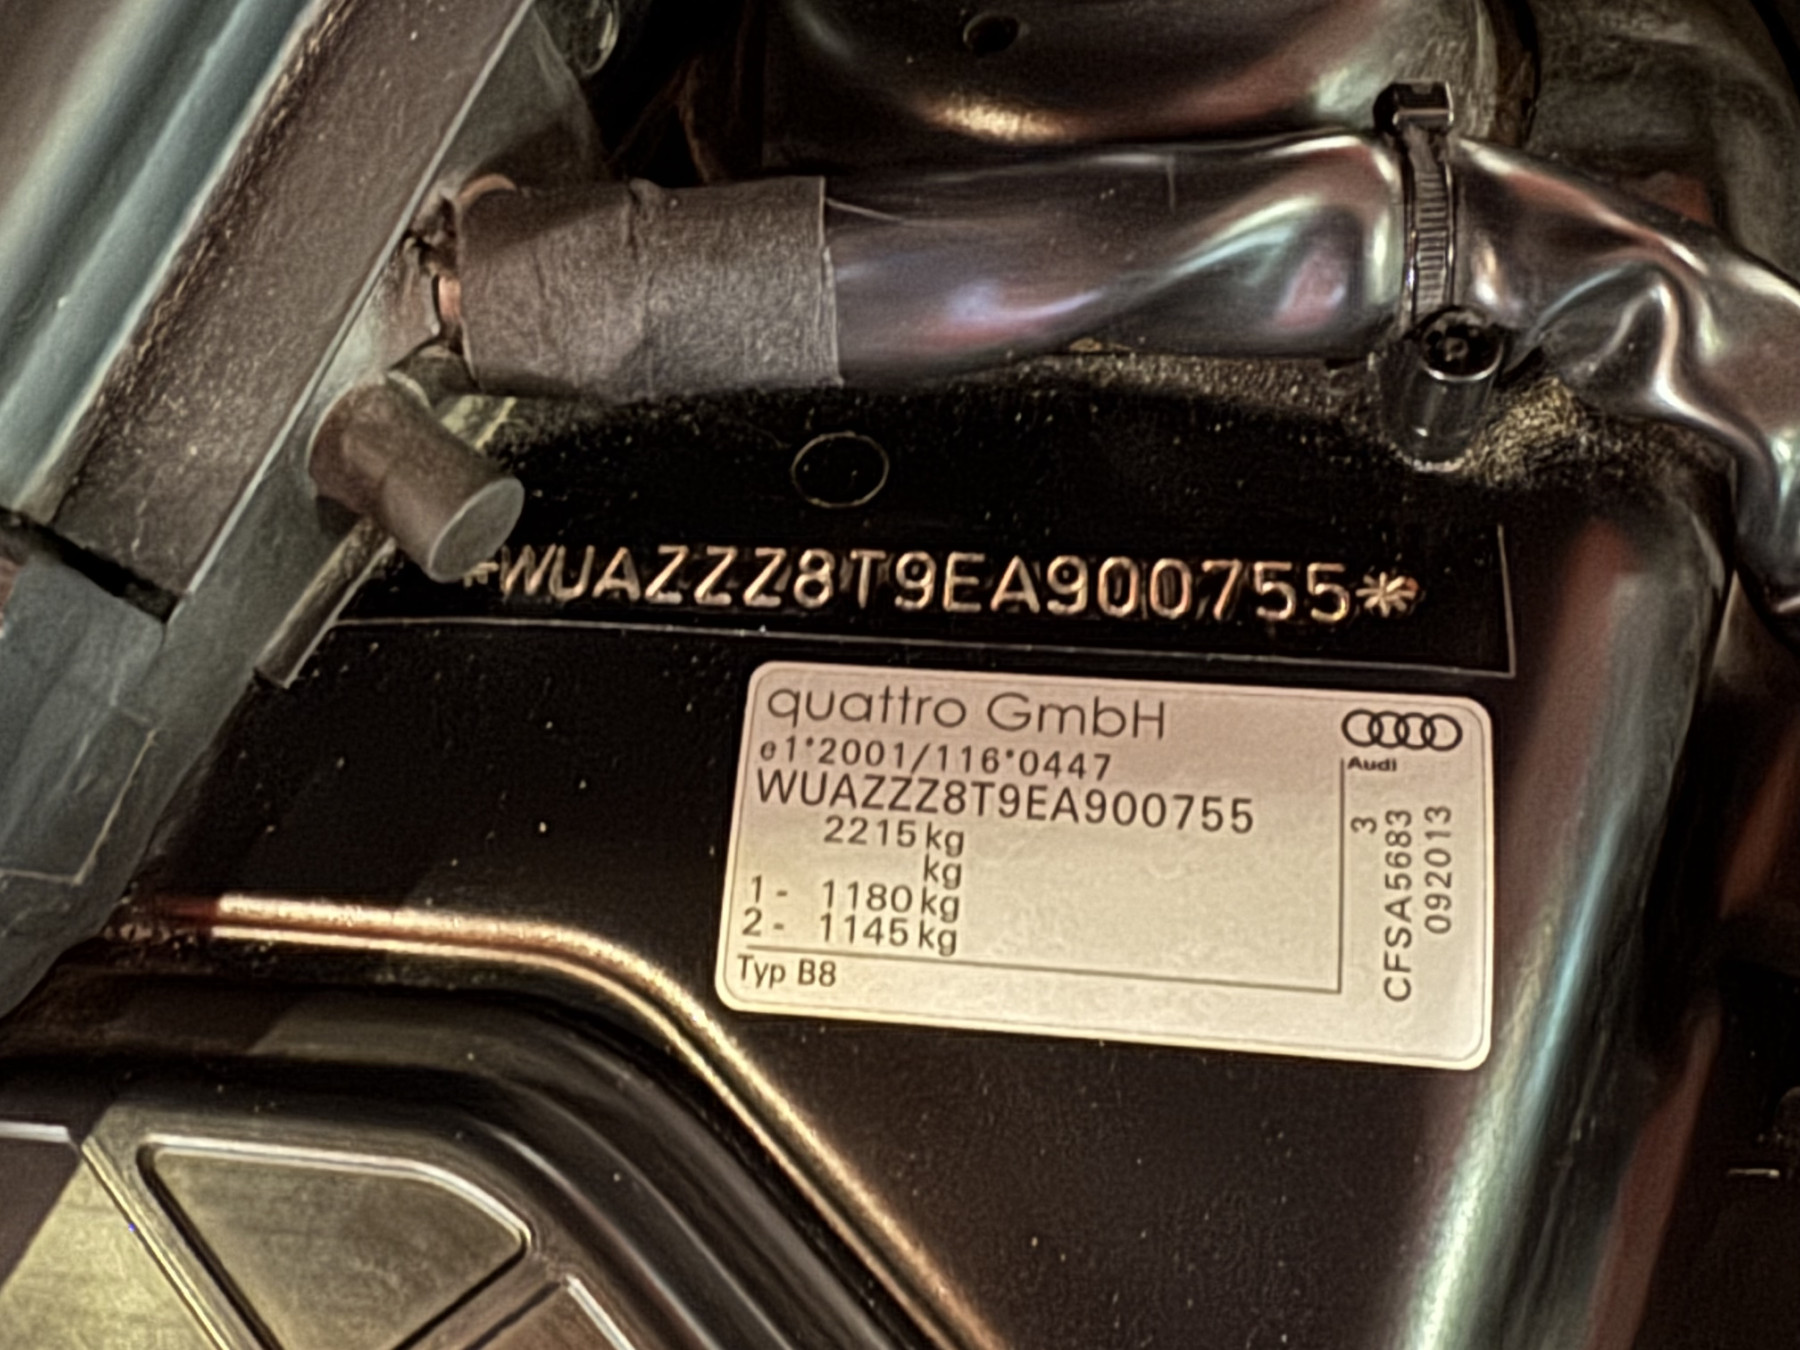 *WUAZZZ8T9EA900755*
quattro GmbH
Audi
e1*2001/116*0447
WUAZZZ8T9EA900755
2215 kg
kg
1 - 1180 kg
2 - 1145 kg
Typ B8
3
CFSA5683
092013